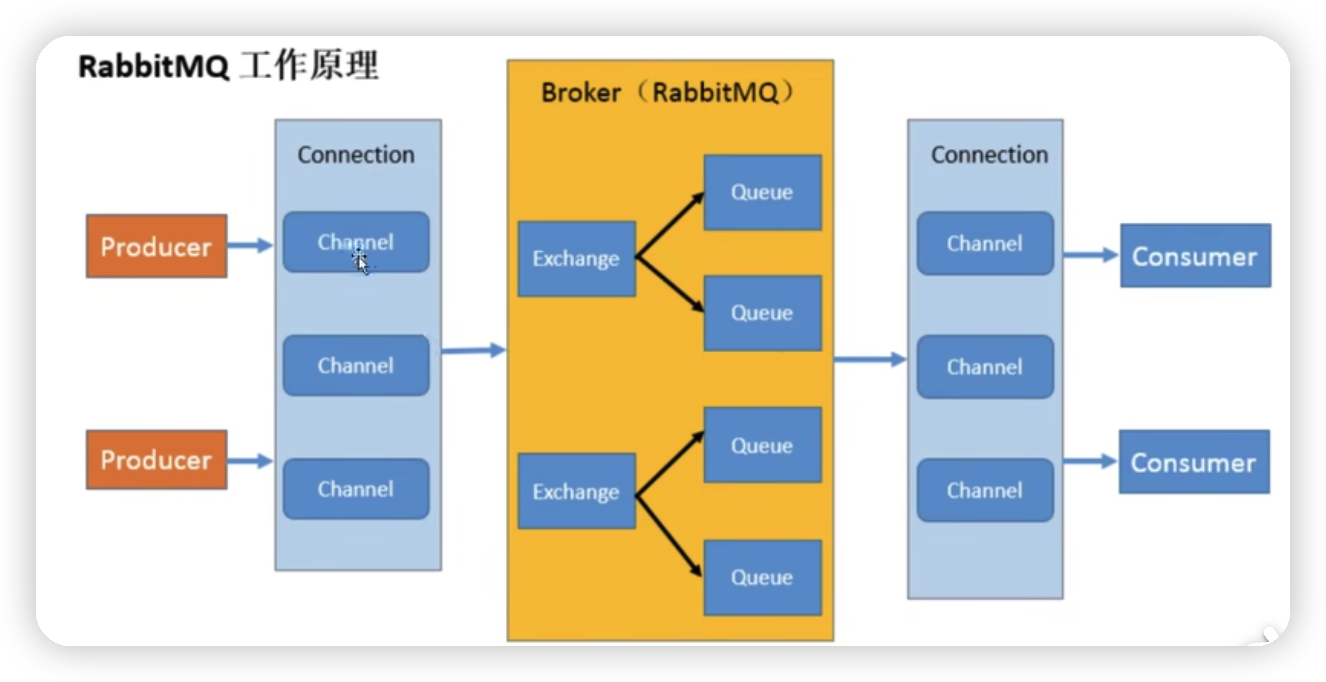 RabbitMQ 工作原理
Broker（RabbitMQ）
Connection
Connection
Queue
Producer
Channel
Exchange
Channel
Consumer
Queue
Channel
Channel
Queue
Producer
Consumer
Channel
Exchange
Channel
Queue